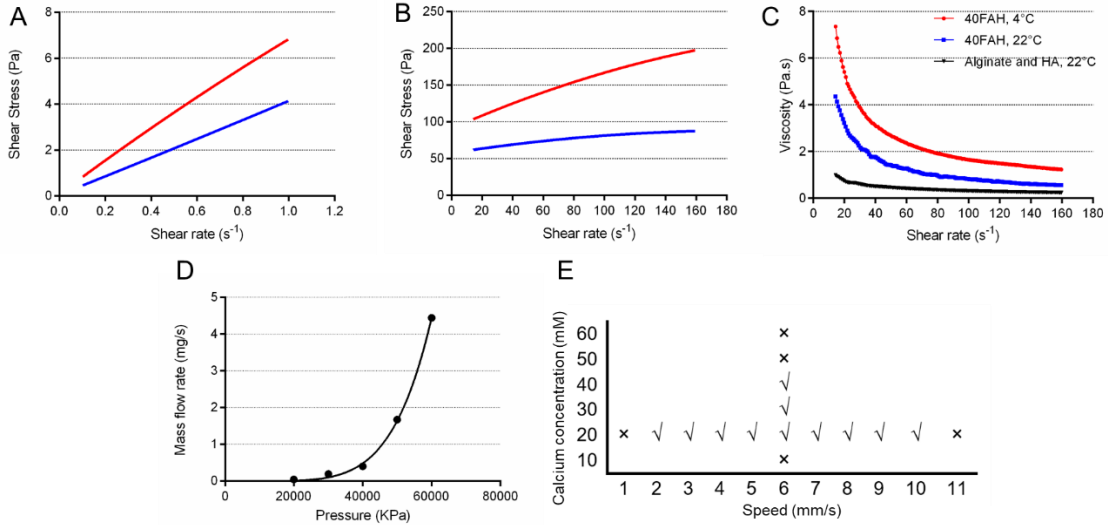 A
Shear Stress (Pa)
8
6
4
2
0
0.0 0.2 0.4 0.6 0.8 1.0 1.2
Shear rate (s⁻¹)
B
Shear Stress (Pa)
250
200
150
100
50
0
0 20 40 60 80 100 120 140 160 180
Shear rate (s⁻¹)
C
Viscosity (Pa.s)
8
6
4
2
0
0 20 40 60 80 100 120 140 160 180
Shear rate (s⁻¹)
40FAH, 4°C
40FAH, 22°C
Alginate and HA, 22°C
D
Mass flow rate (mg/s)
5
4
3
2
1
0
0 20000 40000 60000 80000
Pressure (KPa)
E
Calcium concentration (mM)
60 ×
50 ×
40 √
30 √
20 × √ √ √ √ √ √ √ √ √ ×
10 ×
1 2 3 4 5 6 7 8 9 10 11
Speed (mm/s)